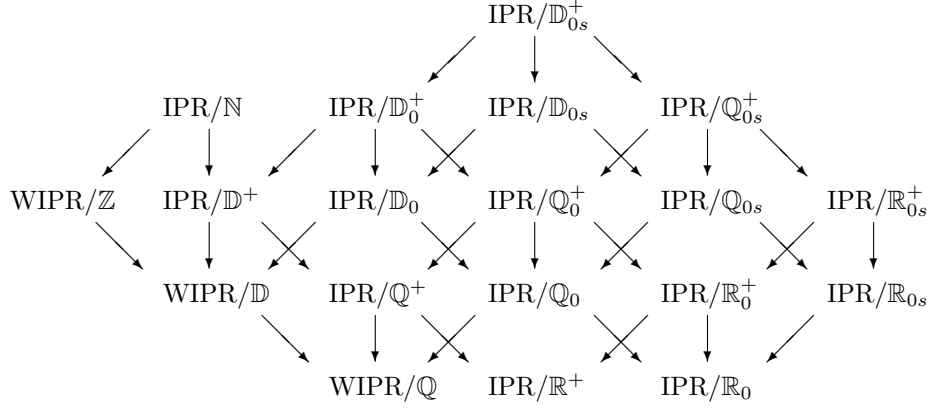 IPR/𝔻⁺₀ₛ
IPR/ℕ IPR/𝔻⁺₀ IPR/𝔻₀ₛ IPR/ℚ⁺₀ₛ
WIPR/ℤ IPR/𝔻⁺ IPR/𝔻₀ IPR/ℚ⁺₀ IPR/ℚ₀ₛ IPR/ℝ⁺₀ₛ
WIPR/𝔻 IPR/ℚ⁺ IPR/ℚ₀ IPR/ℝ⁺₀ IPR/ℝ₀ₛ
WIPR/ℚ IPR/ℝ⁺ IPR/ℝ₀